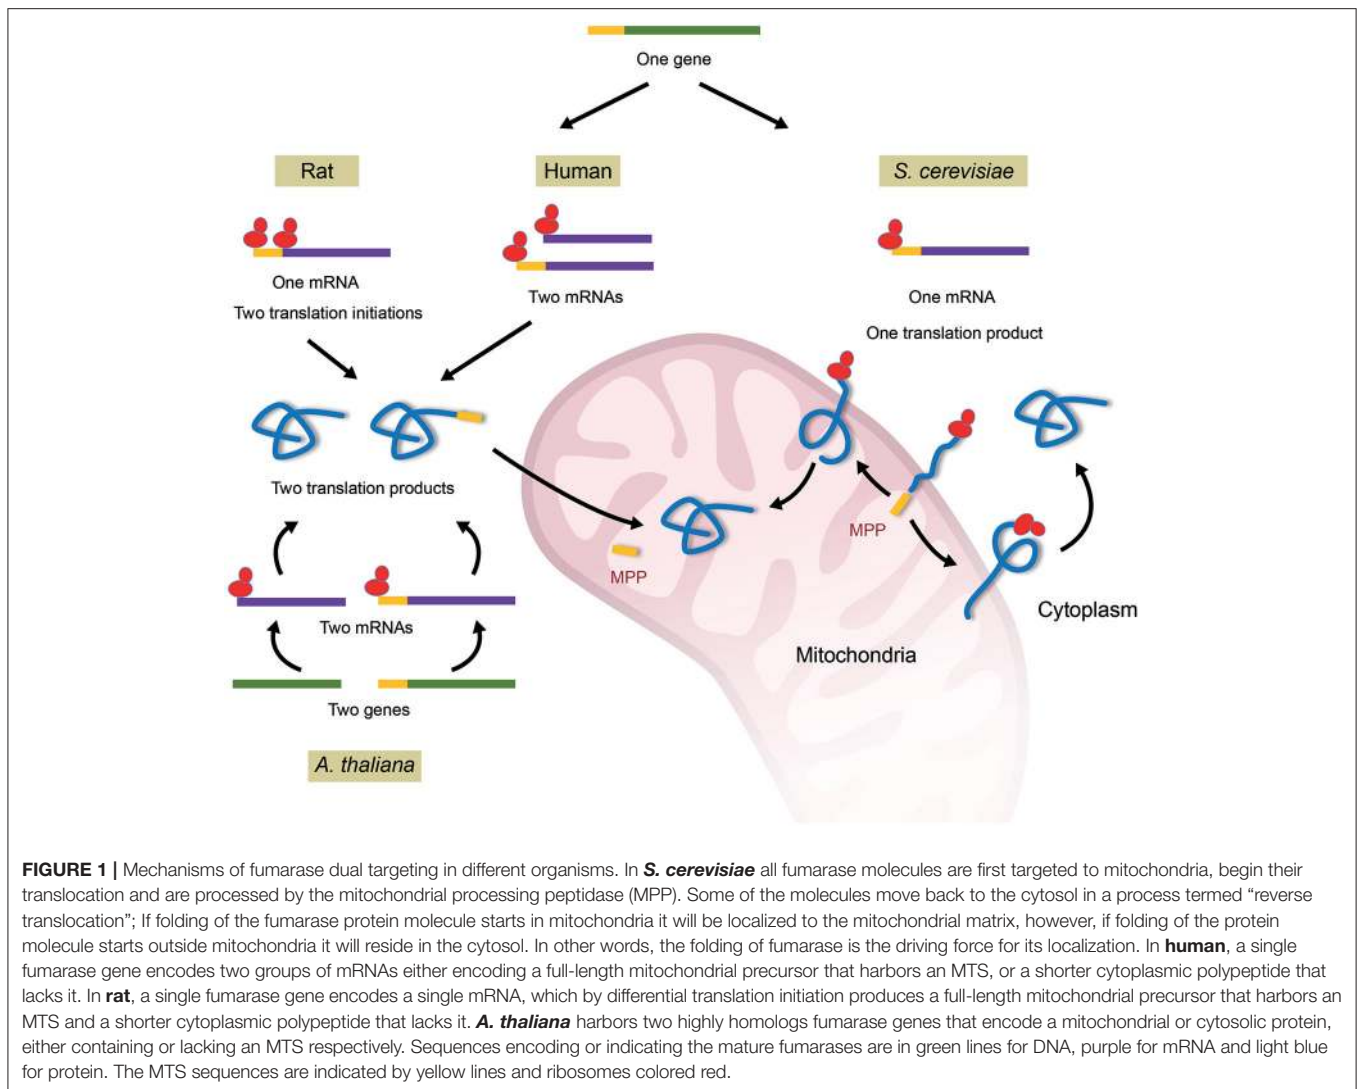 One gene
Rat
Human
S. cerevisiae
One mRNA
Two translation initiations
Two mRNAs
One mRNA
One translation product
Two translation products
MPP
MPP
Cytoplasm
Mitochondria
Two mRNAs
Two genes
A. thaliana
FIGURE 1 | Mechanisms of fumarase dual targeting in different organisms. In S. cerevisiae all fumarase molecules are first targeted to mitochondria, begin their
translocation and are processed by the mitochondrial processing peptidase (MPP). Some of the molecules move back to the cytosol in a process termed “reverse
translocation”; If folding of the fumarase protein molecule starts in mitochondria it will be localized to the mitochondrial matrix, however, if folding of the protein
molecule starts outside mitochondria it will reside in the cytosol. In other words, the folding of fumarase is the driving force for its localization. In human, a single
fumarase gene encodes two groups of mRNAs either encoding a full-length mitochondrial precursor that harbors an MTS, or a shorter cytoplasmic polypeptide that
lacks it. In rat, a single fumarase gene encodes a single mRNA, which by differential translation initiation produces a full-length mitochondrial precursor that harbors an
MTS and a shorter cytoplasmic polypeptide that lacks it. A. thaliana harbors two highly homologs fumarase genes that encode a mitochondrial or cytosolic protein,
either containing or lacking an MTS respectively. Sequences encoding or indicating the mature fumarases are in green lines for DNA, purple for mRNA and light blue
for protein. The MTS sequences are indicated by yellow lines and ribosomes colored red.